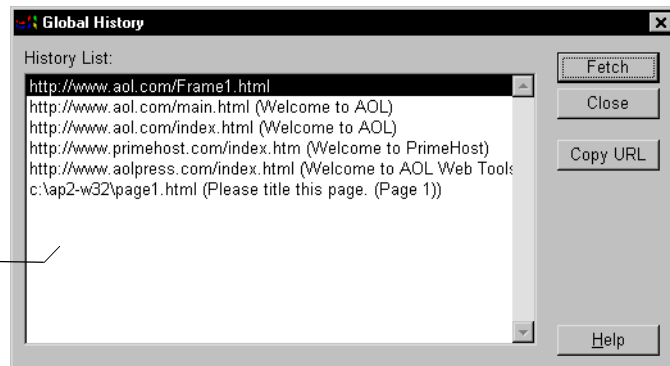 Global History
History List:
http://www.aol.com/Frame1.html
http://www.aol.com/main.html (Welcome to AOL)
http://www.aol.com/index.html (Welcome to AOL)
http://www.primehost.com/index.htm (Welcome to PrimeHost)
http://www.aolpress.com/index.html (Welcome to AOL Web Tools
c:\ap2-w32\page1.html (Please title this page. (Page 1))
Fetch
Close
Copy URL
Help